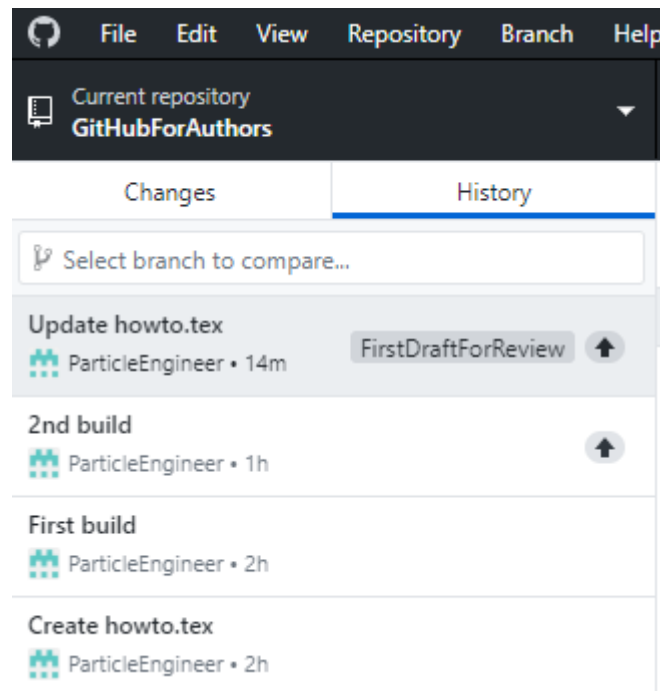 File Edit View Repository Branch Help
Current repository
GitHubForAuthors
Changes History
Select branch to compare...
Update howto.tex
FirstDraftForReview
ParticleEngineer • 14m
2nd build
ParticleEngineer • 1h
First build
ParticleEngineer • 2h
Create howto.tex
ParticleEngineer • 2h